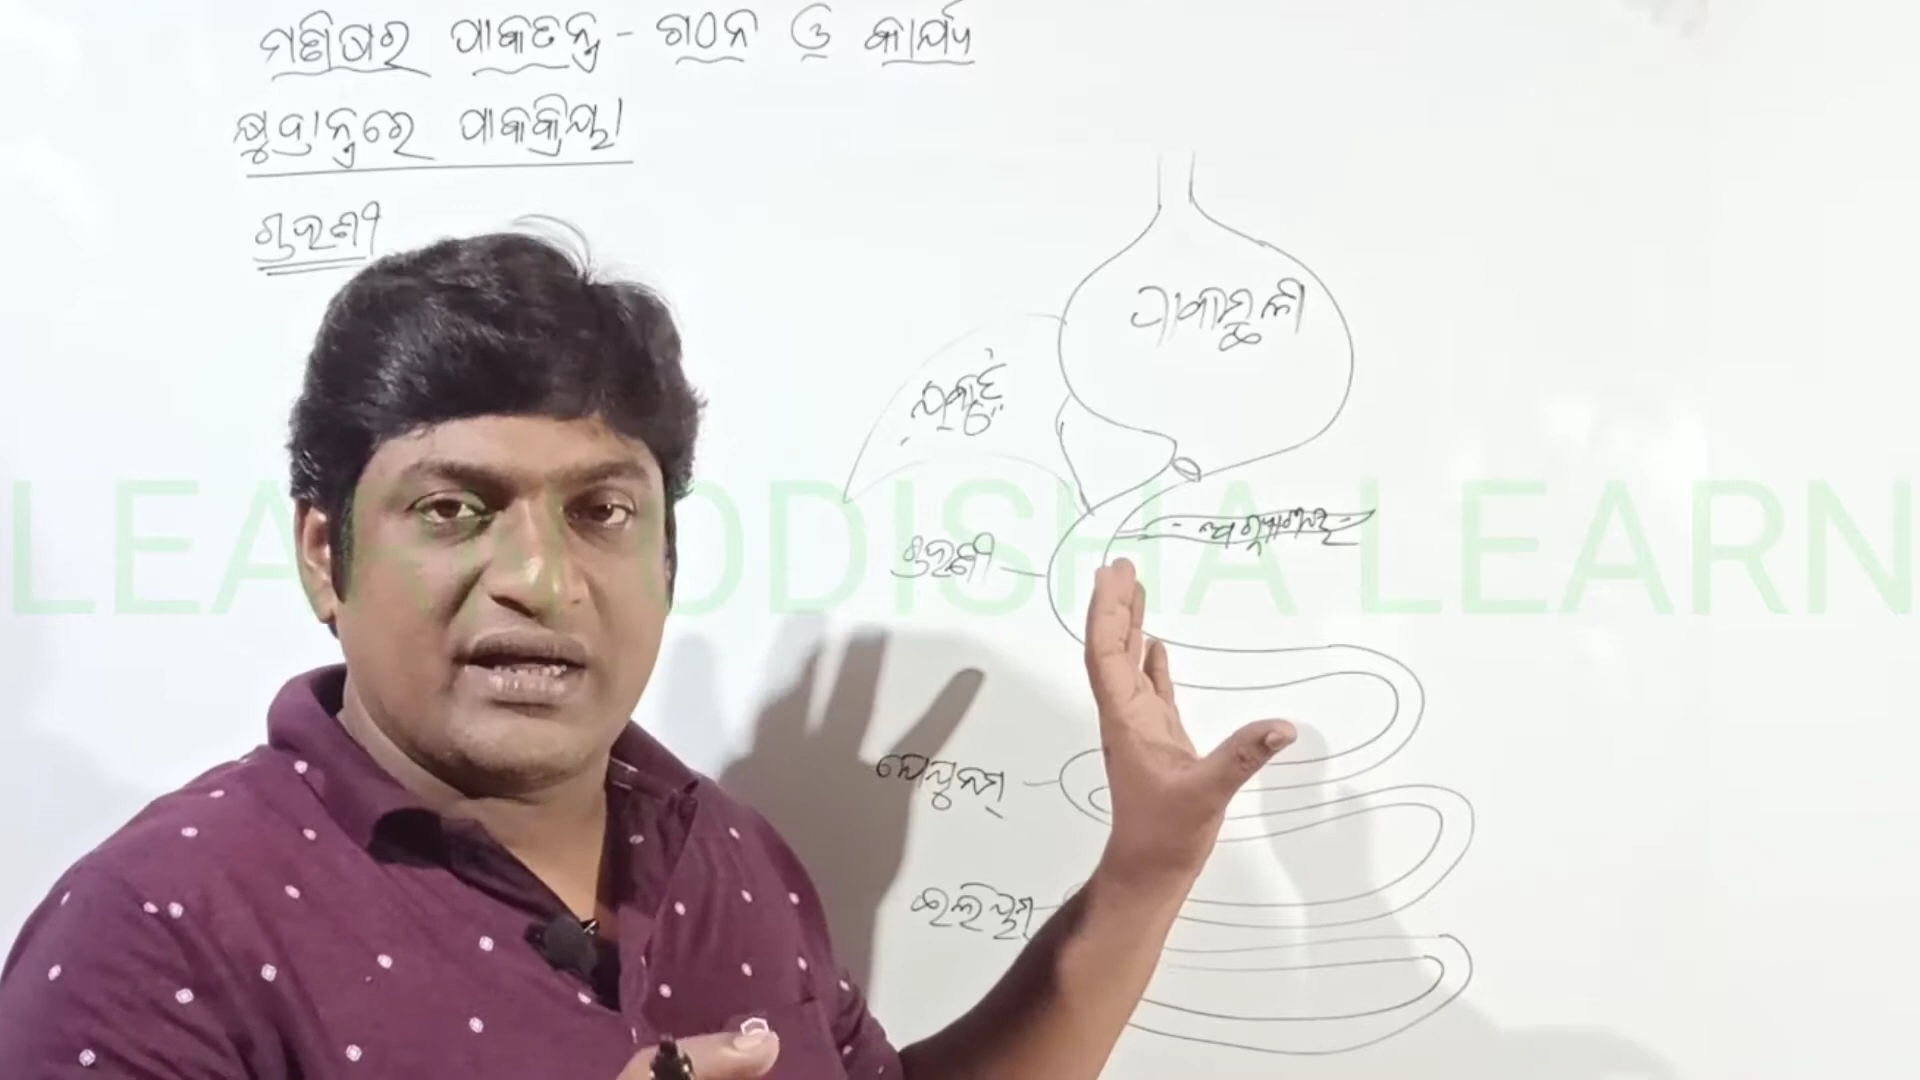 ମଣିଷର ପାକତନ୍ତ୍ର - ଗଠନ ଓ କାର୍ଯ୍ୟ
କ୍ଷୁଦ୍ରାନ୍ତ୍ରରେ ପାକକ୍ରିୟା
ଗ୍ରହଣୀ
ପାକସ୍ଥଳୀ
ଯକୃତ୍
ଅଗ୍ନ୍ୟାଶୟ
ଗ୍ରହଣୀ
LEARN ODISHA LEARN
ଜେଜୁନମ୍
ଇଲିୟମ୍